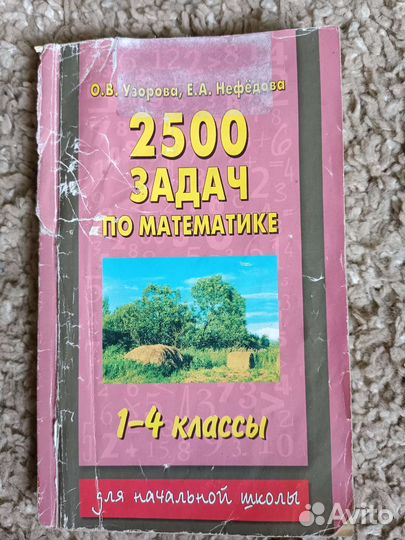 О.В. Узорова, Е.А. Нефёдова
2500
ЗАДАЧ
ПО МАТЕМАТИКЕ
1–4 классы
для начальной школы
Avito